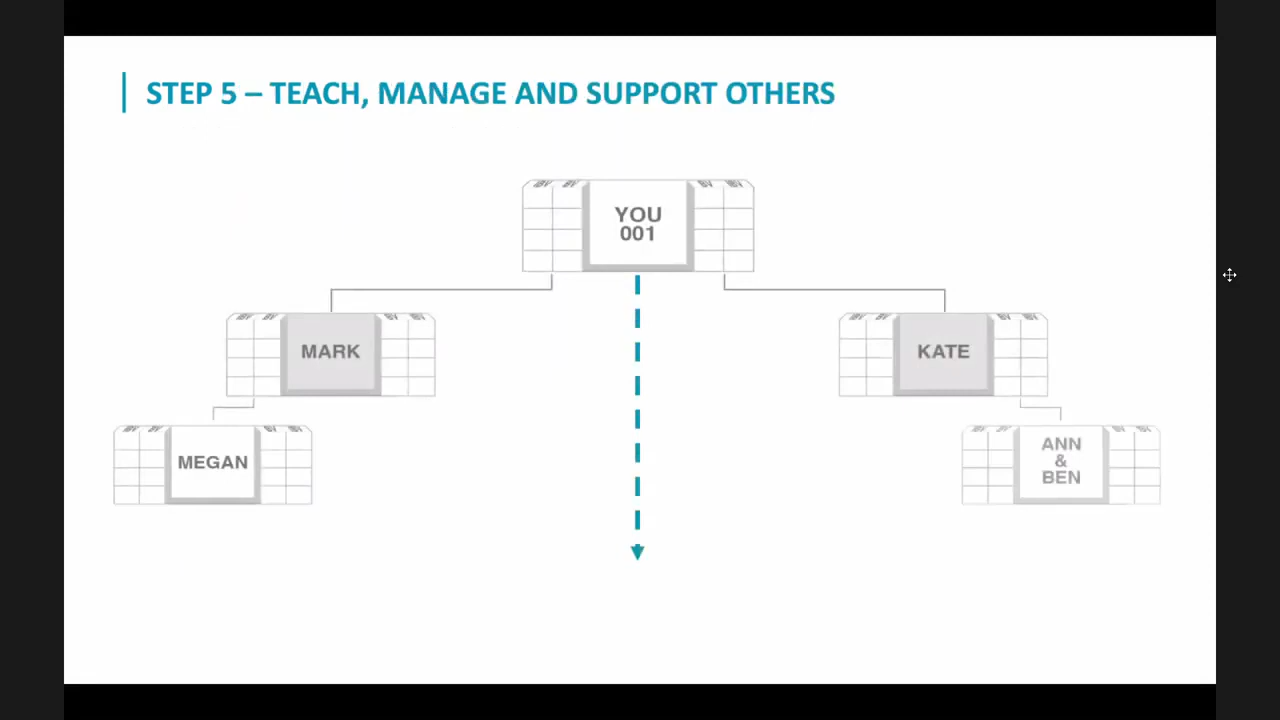 STEP 5 – TEACH, MANAGE AND SUPPORT OTHERS
YOU
001
MARK
KATE
MEGAN
ANN
&
BEN